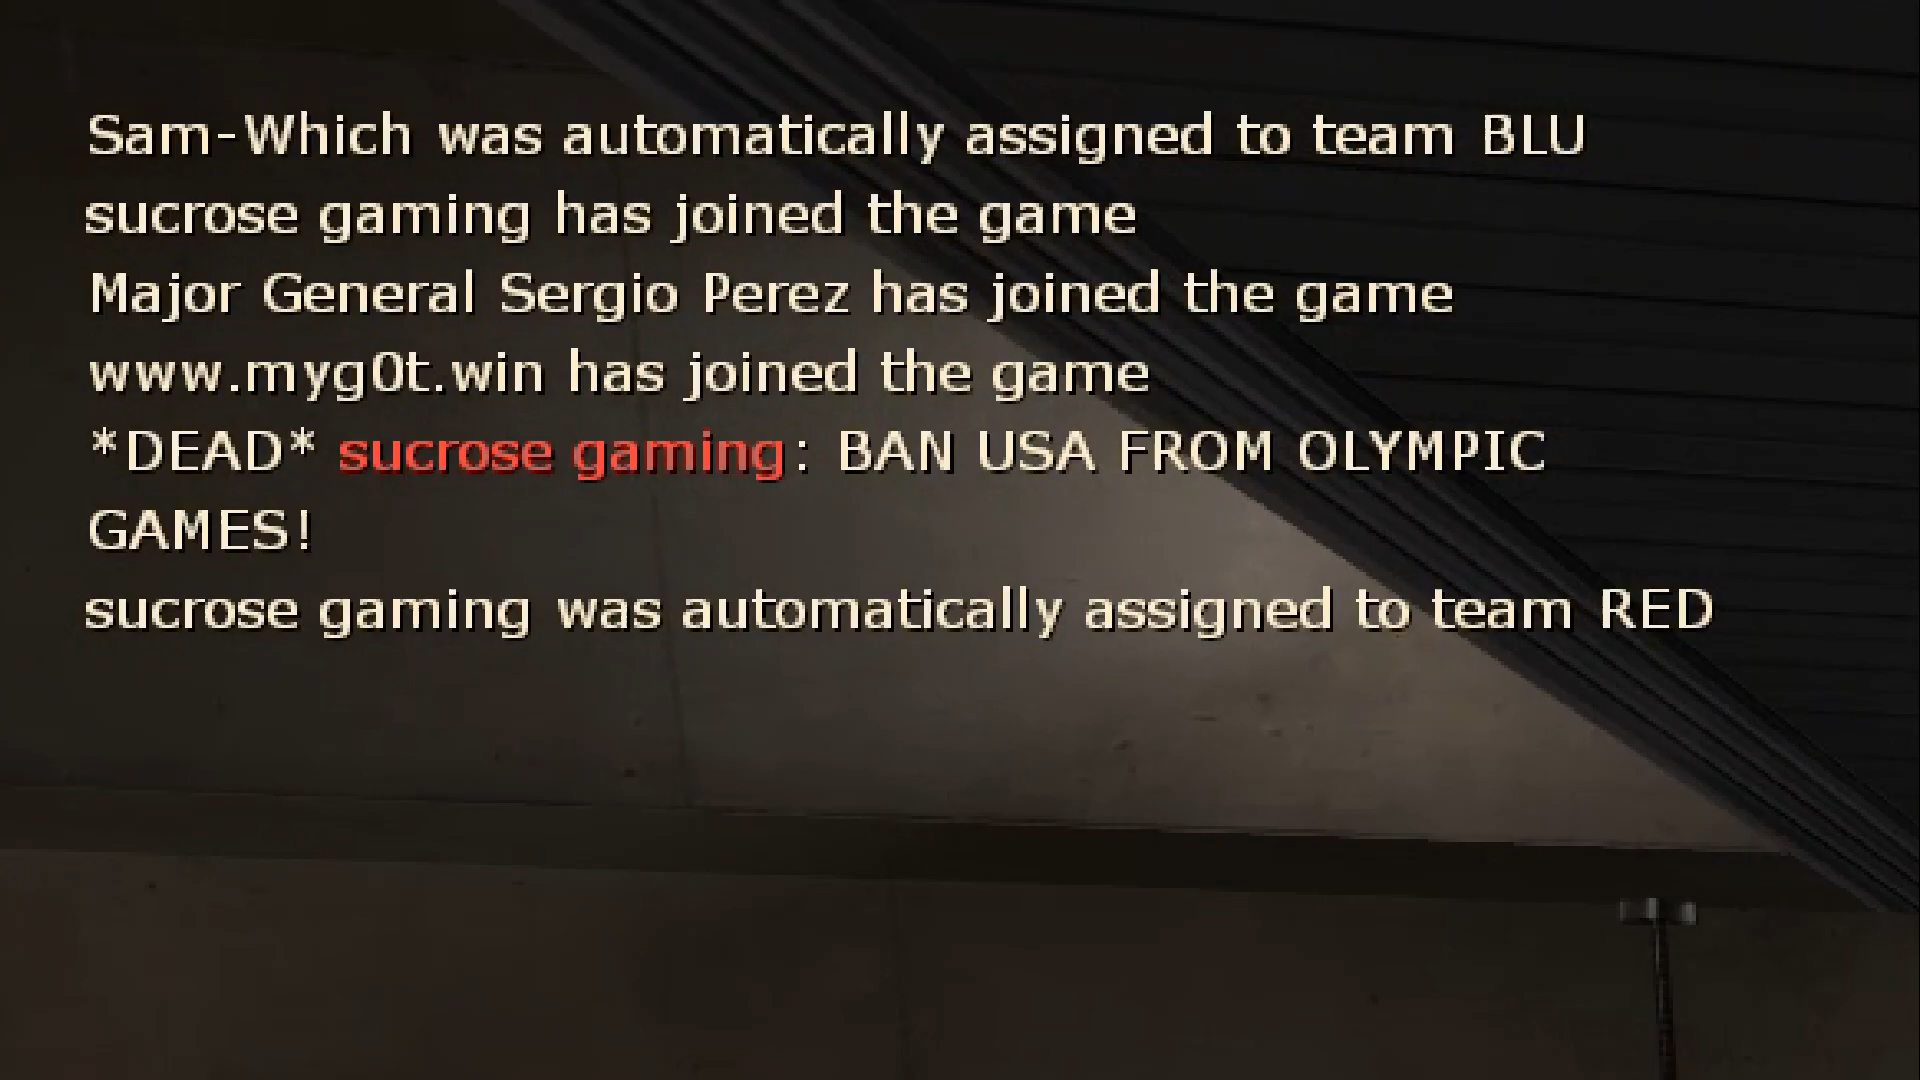 Sam-Which was automatically assigned to team BLU
sucrose gaming has joined the game
Major General Sergio Perez has joined the game
www.myg0t.win has joined the game
*DEAD* sucrose gaming: BAN USA FROM OLYMPIC
GAMES!
sucrose gaming was automatically assigned to team RED